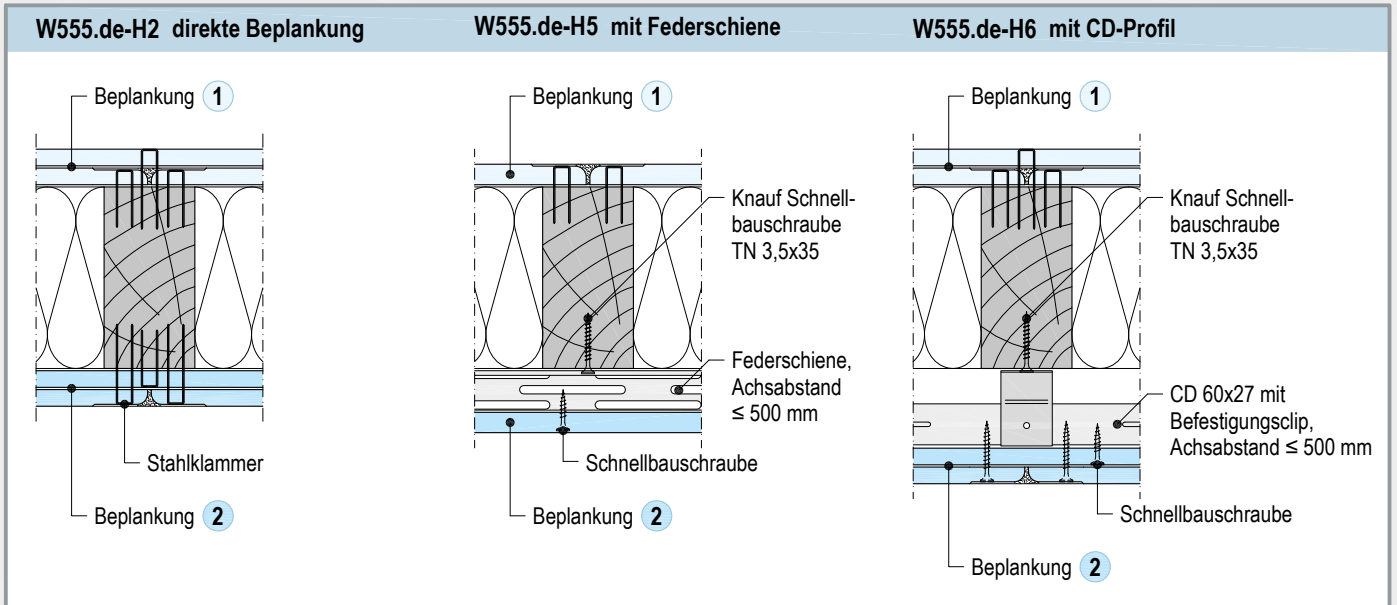 W555.de-H2 direkte Beplankung
Beplankung 1
Stahlklammer
Beplankung 2
W555.de-H5 mit Federschiene
Beplankung 1
Knauf Schnell-
bauschraube
TN 3,5x35
Federschiene,
Achsabstand
≤ 500 mm
Schnellbauschraube
Beplankung 2
W555.de-H6 mit CD-Profil
Beplankung 1
Knauf Schnell-
bauschraube
TN 3,5x35
CD 60x27 mit
Befestigungsclip,
Achsabstand ≤ 500 mm
Schnellbauschraube
Beplankung 2